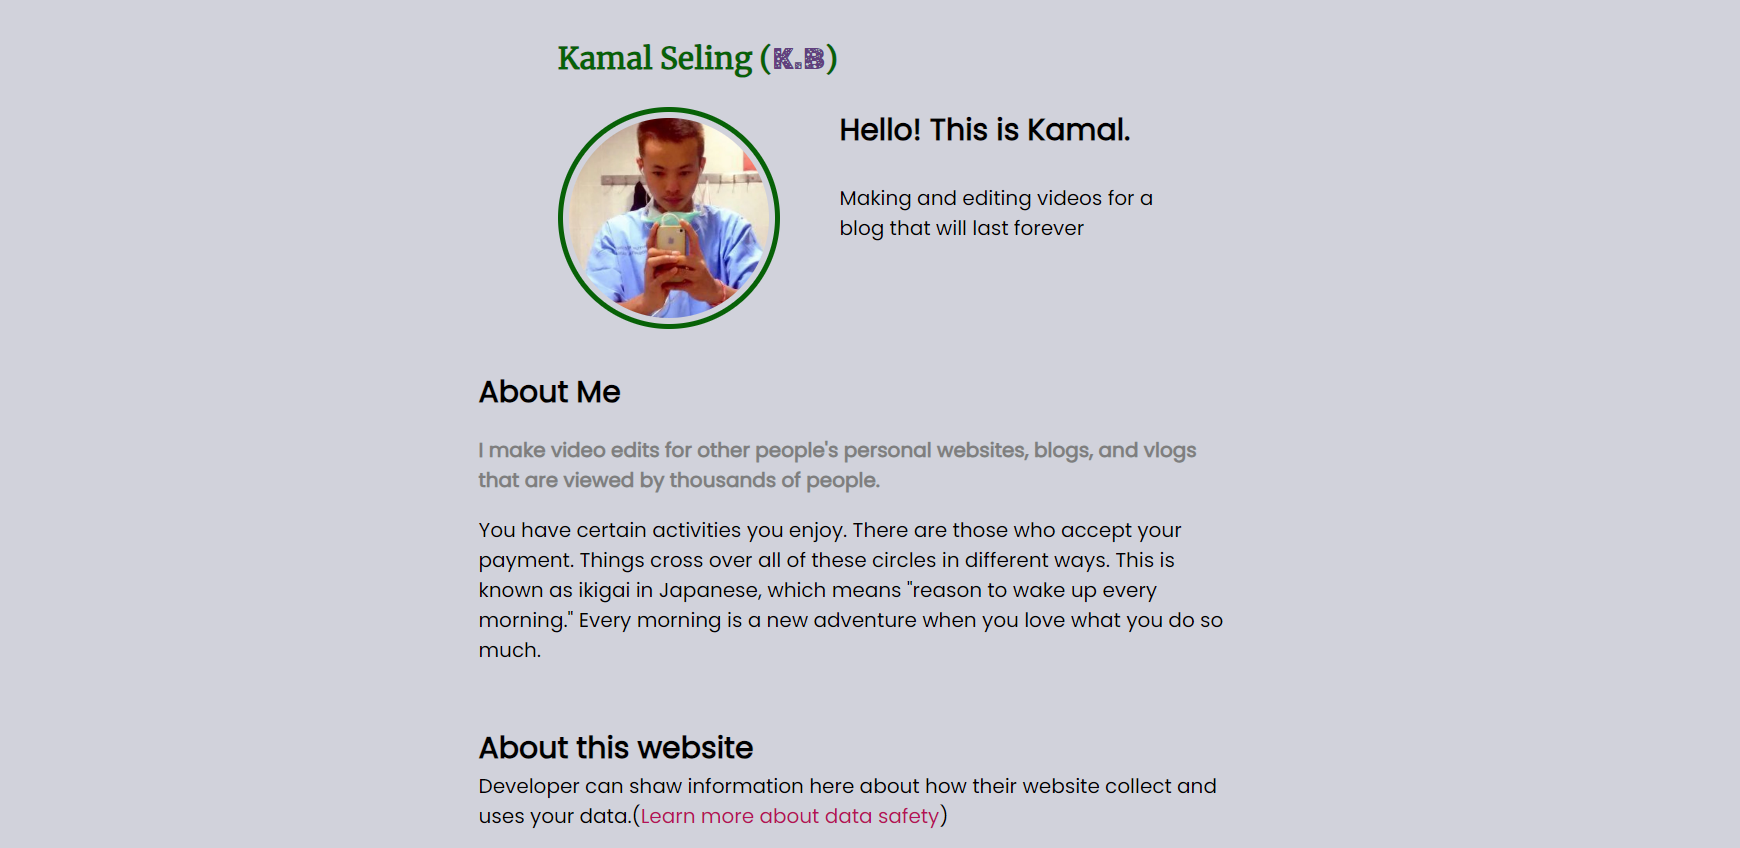 Kamal Seling (K.B)
Hello! This is Kamal.
Making and editing videos for a
blog that will last forever
About Me
I make video edits for other people's personal websites, blogs, and vlogs
that are viewed by thousands of people.
You have certain activities you enjoy. There are those who accept your
payment. Things cross over all of these circles in different ways. This is
known as ikigai in Japanese, which means "reason to wake up every
morning." Every morning is a new adventure when you love what you do so
much.
About this website
Developer can shaw information here about how their website collect and
uses your data.(Learn more about data safety)